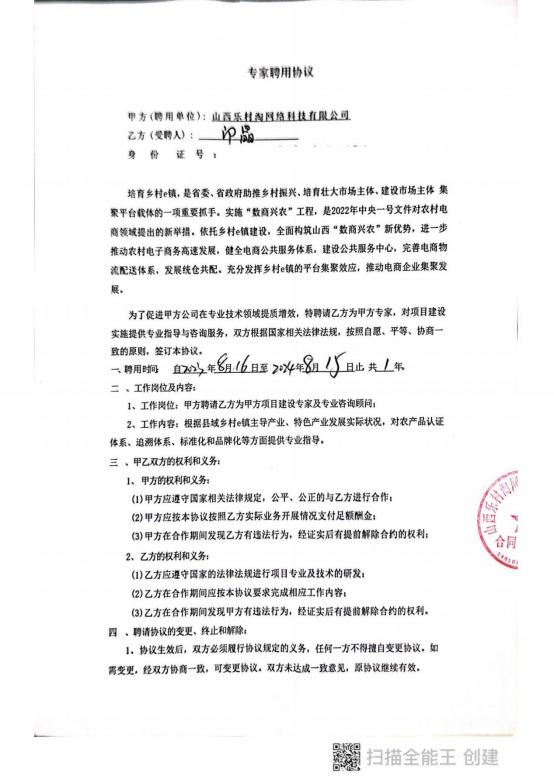 专家聘用协议
甲方(聘用单位): 山西乐村淘网络科技有限公司
乙方(受聘人): 印晶
身份证号:
培育乡村e镇，是省委、省政府助推乡村振兴、培育壮大市场主体、建设市场主体 集
聚平台载体的一项重要抓手。实施“数商兴农”工程，是2022年中央一号文件对农村电
商领域提出的新举措。依托乡村e镇建设，全面构筑山西“数商兴农”新优势，进一步
推动农村电子商务高速发展，健全电商公共服务体系，建设公共服务中心，完善电商物
流配送体系，发展统仓共配。充分发挥乡村e镇的平台集聚效应，推动电商企业集聚发
展。
为了促进甲方公司在专业技术领域提质增效，特聘请乙方为甲方专家，对项目建设
实施提供专业指导与咨询服务，双方根据国家相关法律法规，按照自愿、平等、协商一
致的原则，签订本协议。
一、聘用时间 自2023年8月16日至2024年8月15日止 共1年。
二 、工作岗位及内容：
1、工作岗位：甲方聘请乙方为甲方项目建设专家及专业咨询顾问；
2、工作内容：根据县域乡村e镇主导产业、特色产业发展实际状况，对农产品认证
体系、追溯体系、标准化和品牌化等方面提供专业指导。
三 、甲乙双方的权利和义务：
1、 甲方的权利和义务：
(1)甲方应遵守国家相关法律规定，公平、公正的与乙方进行合作；
(2)甲方应按本协议按照乙方实际业务开展情况支付足额酬金；
(3)甲方在合作期间发现乙方有违法行为，经证实后有提前解除合约的权利；
2、乙方的权利和义务：
(1)乙方应遵守国家的法律法规进行项目专业及技术的研发；
(2)乙方在合作期间应按本协议要求完成相应工作内容；
(3)乙方在合作期间发现甲方有违法行为，经证实后有提前解除合约的权利。
四 、聘请协议的变更、终止和解除：
1、协议生效后，双方必须履行协议规定的义务，任何一方不得擅自变更协议。如
需变更，经双方协商一致，可变更协议。双方未达成一致意见，原协议继续有效。
山西乐村淘网
合同
扫描全能王 创建